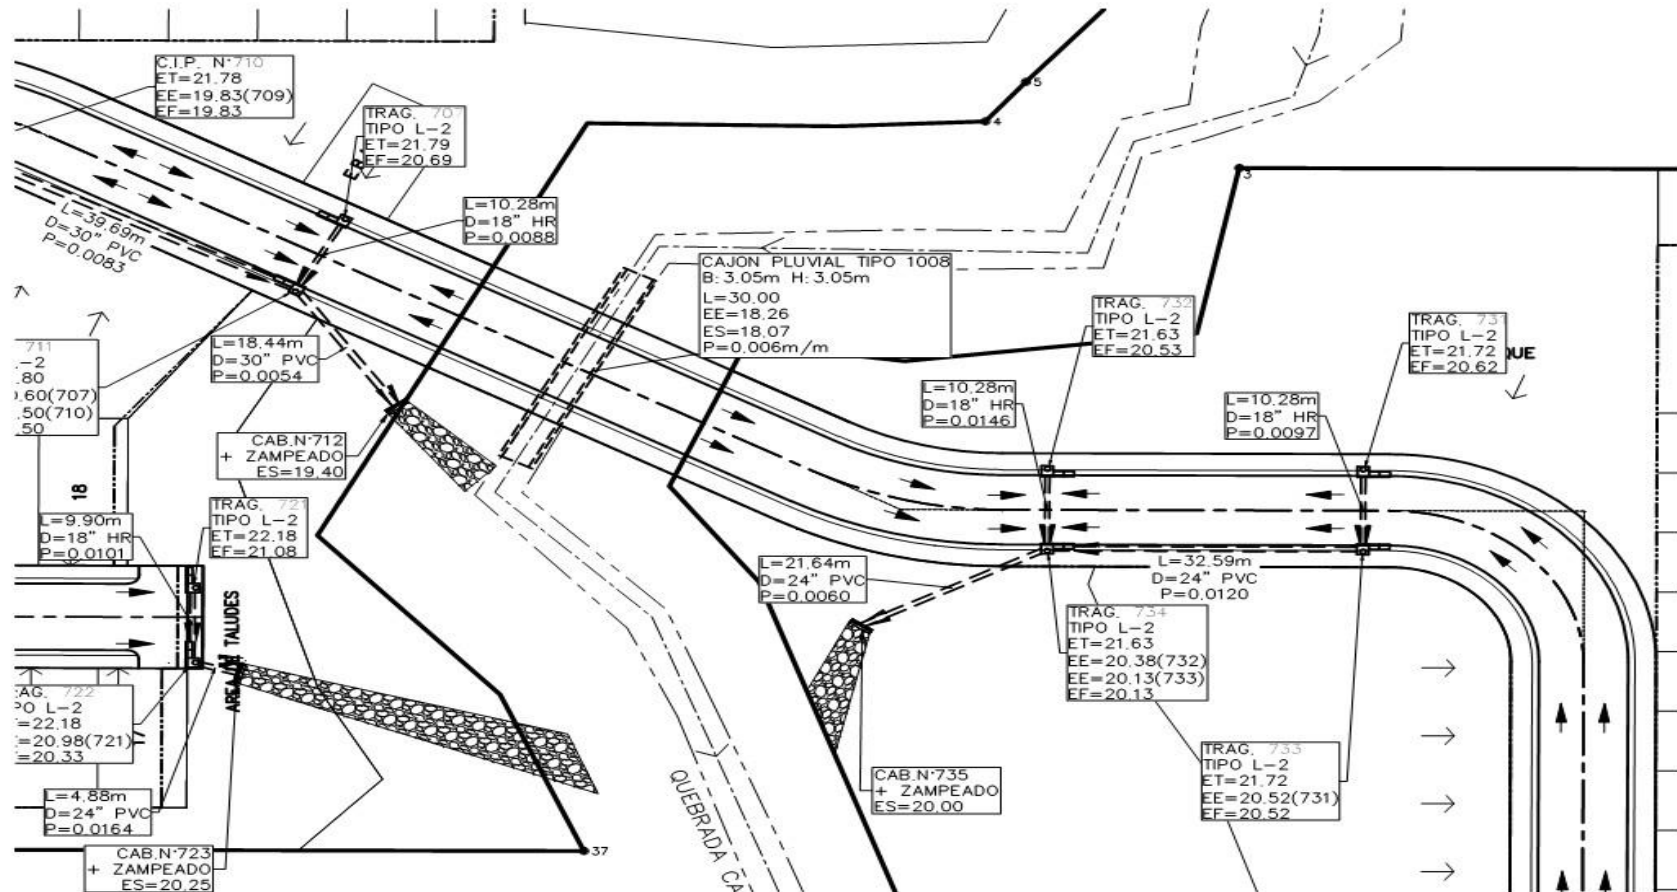 C.I.P. N°710
ET=21.78
EE=19.83(709)
EF=19.83
TRAG. 707
TIPO L-2
ET=21.79
EF=20.69
5
4
3
L=39.69m
D=30" PVC
P=0.0083
L=10.28m
D=18" HR
P=0.0088
CAJON PLUVIAL TIPO 1008
B: 3.05m H: 3.05m
L=30.00
EE=18.26
ES=18.07
P=0.006m/m
TRAG. 732
TIPO L-2
ET=21.63
EF=20.53
TRAG. 731
TIPO L-2
ET=21.72
EF=20.62
QUE
711
-2
.80
.60(707)
.50(710)
.50
L=18.44m
D=30" PVC
P=0.0054
L=10.28m
D=18" HR
P=0.0146
L=10.28m
D=18" HR
P=0.0097
CAB.N°712
+ ZAMPEADO
ES=19.40
18
TRAG. 721
TIPO L-2
ET=22.18
EF=21.08
L=9.90m
D=18" HR
P=0.0101
L=21.64m
D=24" PVC
P=0.0060
L=32.59m
D=24" PVC
P=0.0120
TALUDES
TRAG. 734
TIPO L-2
ET=21.63
EE=20.38(732)
EE=20.13(733)
EF=20.13
AG. 722
PO L-2
=22.18
=20.98(721)
=20.33
TRAG. 733
TIPO L-2
ET=21.72
EE=20.52(731)
EF=20.52
CAB.N°735
+ ZAMPEADO
ES=20.00
QUEBRADA CA
L=4.88m
D=24" PVC
P=0.0164
37
CAB.N°723
+ ZAMPEADO
ES=20.25